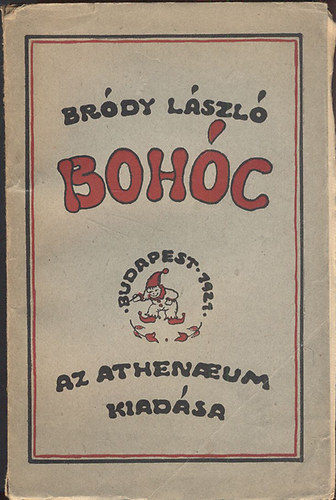 BRÓDY LÁSZLÓ
BOHÓC
· BUDAPEST · 1921 ·
AZ ATHENÆUM
KIADÁSA